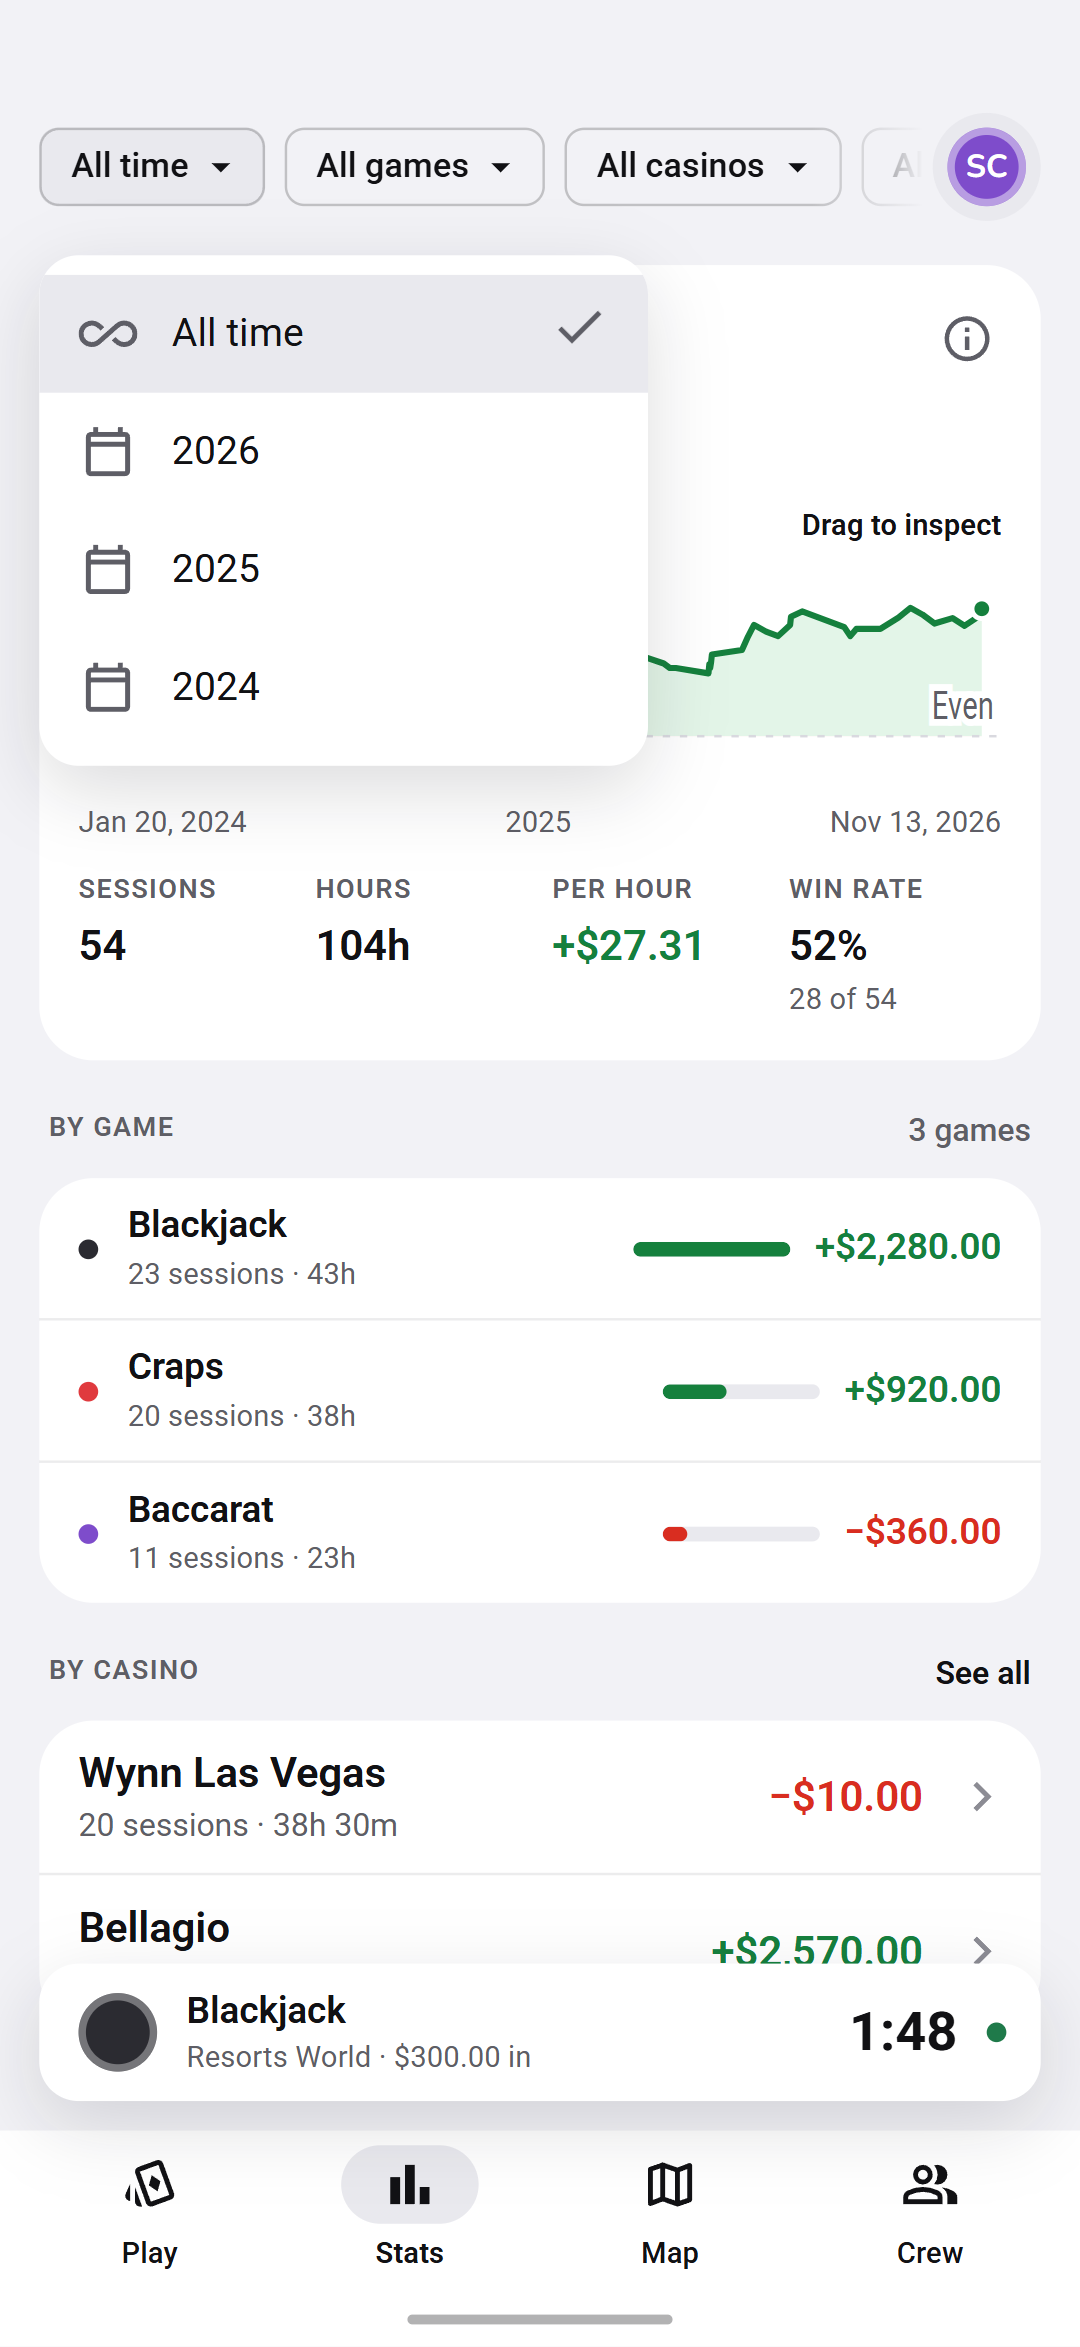 All time
All games
All casinos
Al
SC
All time
2026
2025
2024
Drag to inspect
Even
Jan 20, 2024
2025
Nov 13, 2026
SESSIONS
HOURS
PER HOUR
WIN RATE
54
104h
+$27.31
52%
28 of 54
BY GAME
3 games
Blackjack
23 sessions · 43h
+$2,280.00
Craps
20 sessions · 38h
+$920.00
Baccarat
11 sessions · 23h
−$360.00
BY CASINO
See all
Wynn Las Vegas
20 sessions · 38h 30m
−$10.00
Bellagio
+$2,570.00
Blackjack
Resorts World · $300.00 in
1:48
Play
Stats
Map
Crew